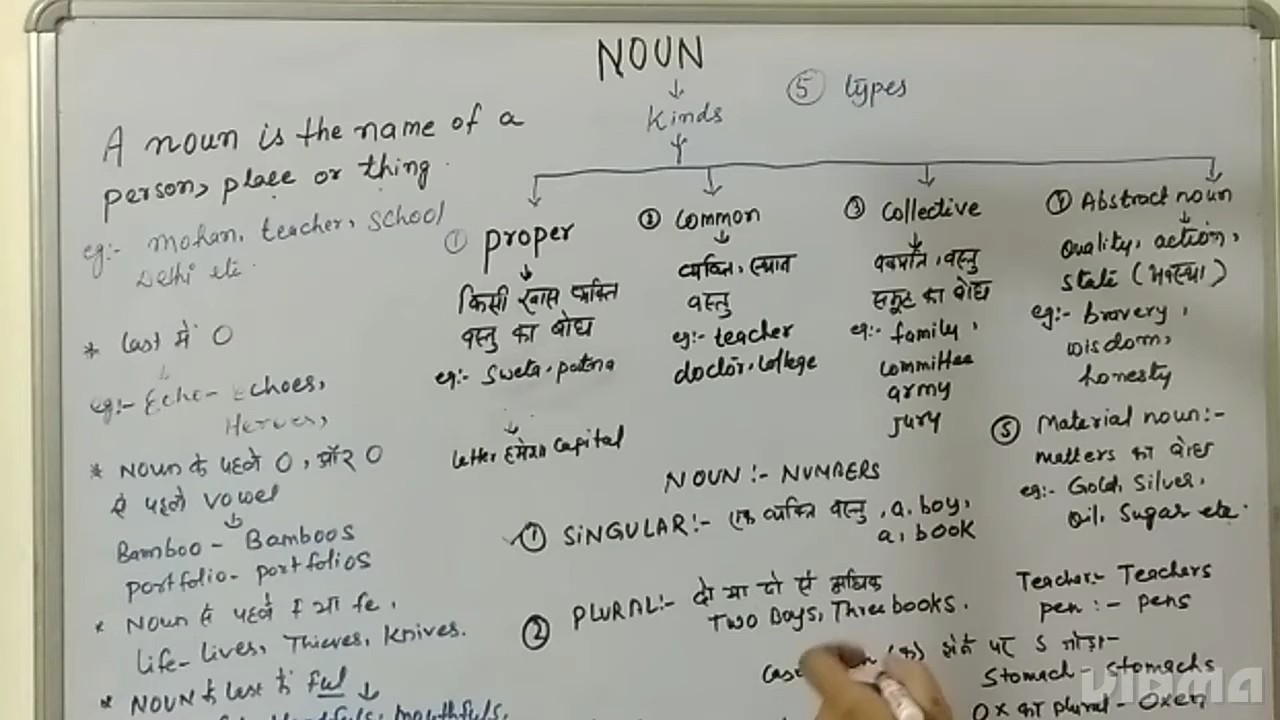 NOUN
Kinds
⑤ types
A noun is the name of a
person, place or thing.
eg:- Mohan, teacher, School
Delhi etc
* last में O
eg:- Echo- Echoes,
Heroes,
* Noun के पहले O, और O
से पहले vowel
Bamboo - Bamboos
portfolio- portfolios
* Noun के पहले f या fe,
Life- Lives, Thieves, Knives.
* NOUN के last में ful
mouthfuls,
① proper
किसी खास व्यक्ति
वस्तु का बोध
eg:- Sweta, patna
letter हमेशा capital
② Common
व्यक्ति, स्थान
वस्तु
eg:- teacher
doctor, college
③ Collective
वस्तु
समूह का बोध
eg:- family,
committee
army
jury
④ Abstract noun
Quality, action,
state (अवस्था)
eg:- bravery,
wisdom,
honesty
⑤ Material noun:-
matters का बोध
eg:- Gold, Silver,
Oil, Sugar etc.
NOUN:- NUMBERS
① SINGULAR:- एक व्यक्ति वस्तु, a boy,
a, book
② PLURAL:- दो या दो से अधिक
Two Boys, Three books.
Teacher- Teachers
pen:- pens
(क) होने पर S जोड़ा-
Stomach - stomachs
Ox का plural - Oxen